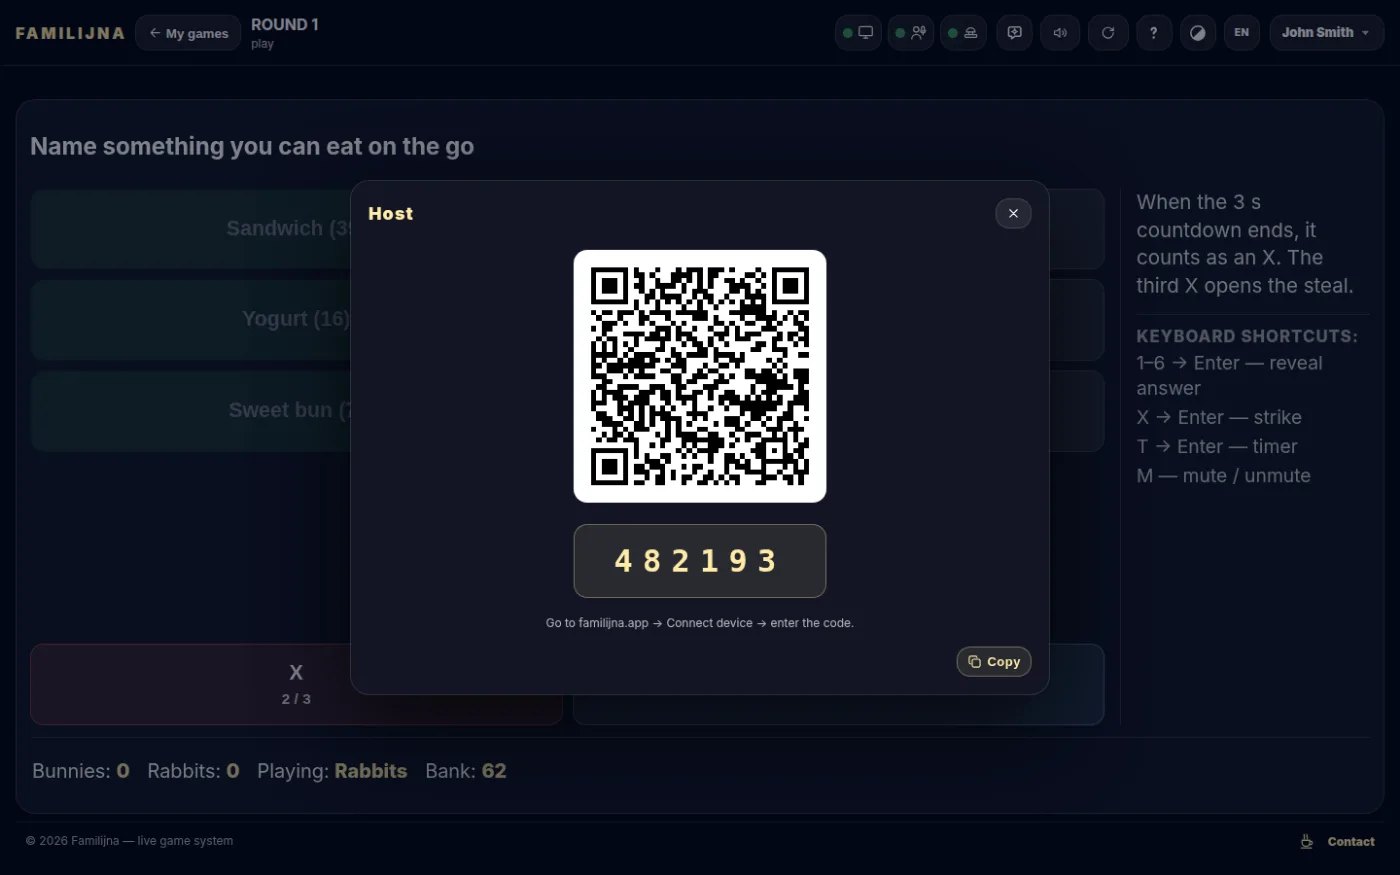 FAMILIJNA
← My games
ROUND 1
play
?
EN
John Smith
Name something you can eat on the go
Sandwich (39
Yogurt (16)
Sweet bun (7
Host
482193
Go to familijna.app → Connect device → enter the code.
Copy
When the 3 s
countdown ends, it
counts as an X. The
third X opens the steal.
KEYBOARD SHORTCUTS:
1–6 → Enter — reveal
answer
X → Enter — strike
T → Enter — timer
M — mute / unmute
X
2 / 3
Bunnies: 0 Rabbits: 0 Playing: Rabbits Bank: 62
© 2026 Familijna — live game system
Contact